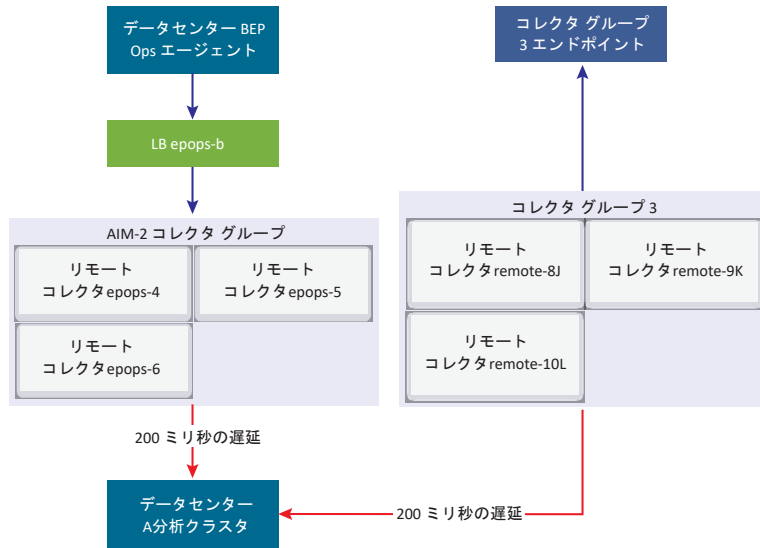 データセンター BEP
Ops エージェント
LB epops-b
AIM-2 コレクタ グループ
リモート
コレクタepops-4
リモート
コレクタepops-5
リモート
コレクタepops-6
200 ミリ秒の遅延
データセンター
A分析クラスタ
コレクタ グループ
3 エンドポイント
コレクタ グループ 3
リモート
コレクタremote-8J
リモート
コレクタremote-9K
リモート
コレクタremote-10L
200 ミリ秒の遅延